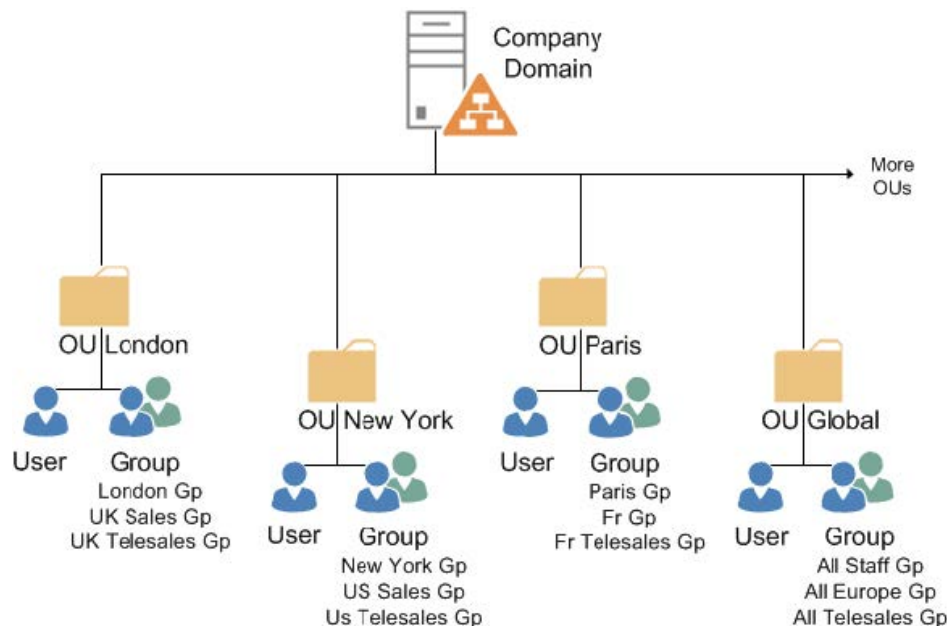 Company
Domain
More
OUs
OU London
User
Group
London Gp
UK Sales Gp
UK Telesales Gp
OU New York
User
Group
New York Gp
US Sales Gp
Us Telesales Gp
OU Paris
User
Group
Paris Gp
Fr Gp
Fr Telesales Gp
OU Global
User
Group
All Staff Gp
All Europe Gp
All Telesales Gp